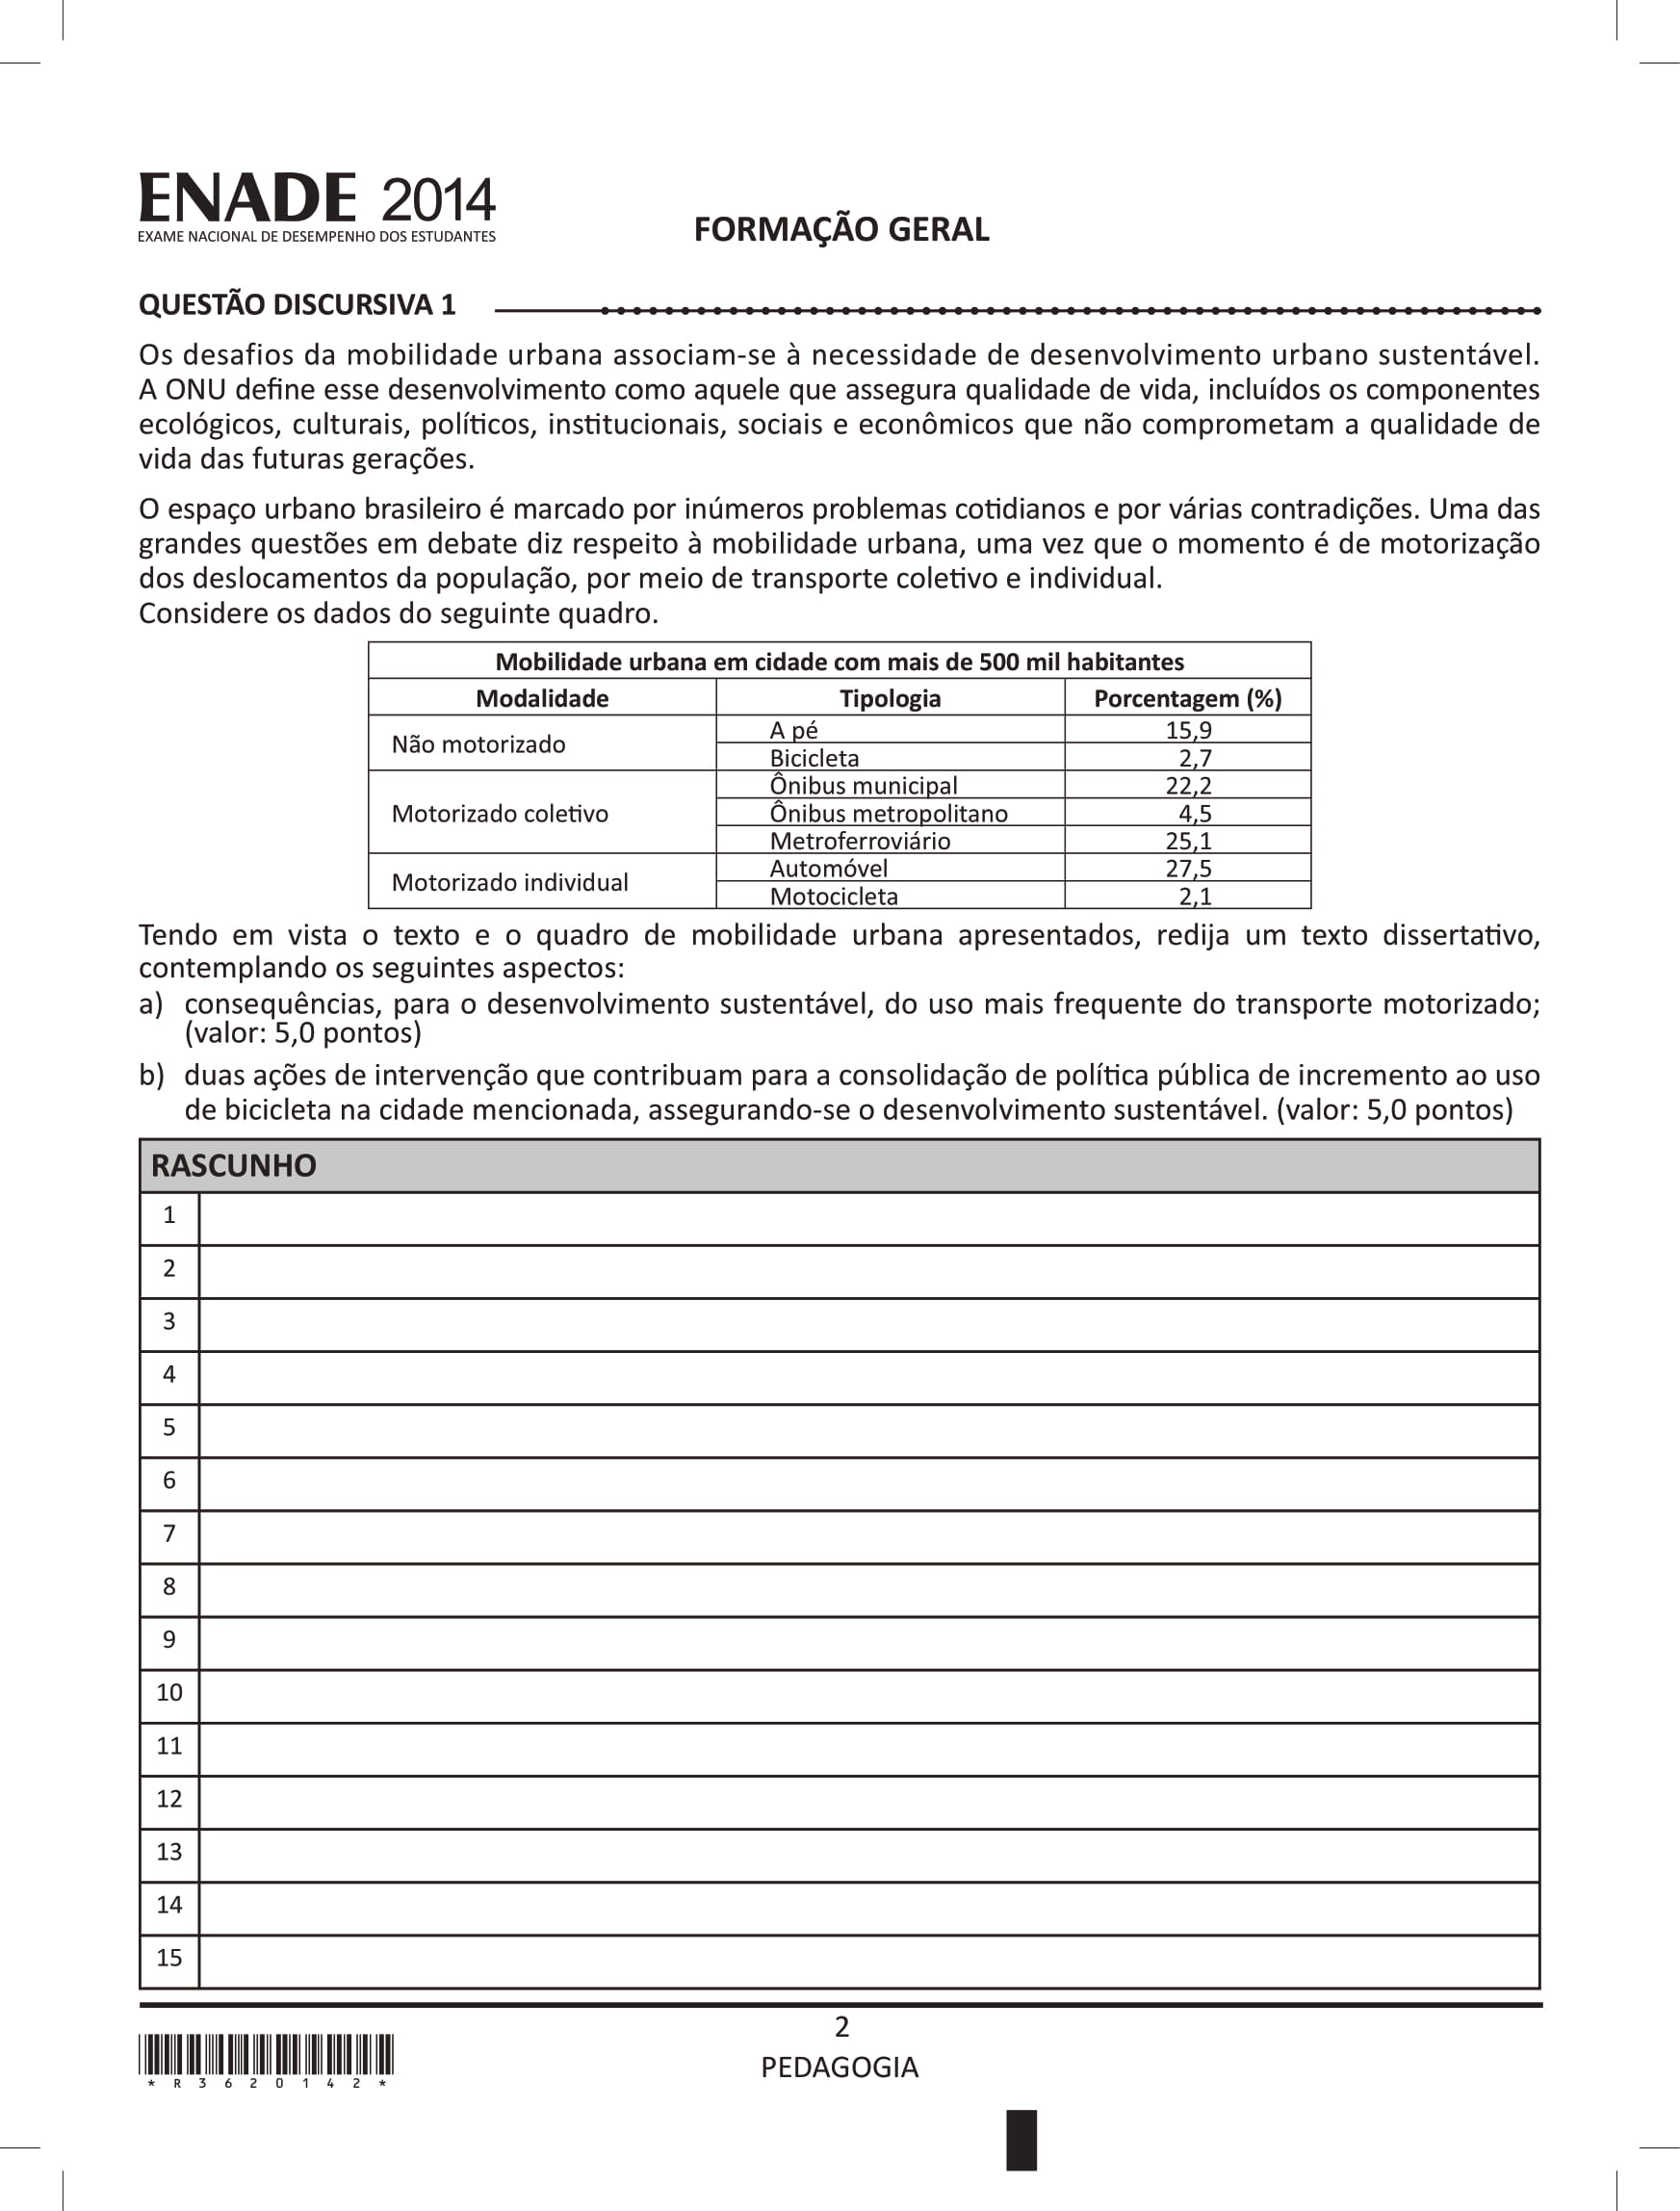 ENADE 2014
EXAME NACIONAL DE DESEMPENHO DOS ESTUDANTES
FORMAÇÃO GERAL
QUESTÃO DISCURSIVA 1
Os desafios da mobilidade urbana associam-se à necessidade de desenvolvimento urbano sustentável.
A ONU define esse desenvolvimento como aquele que assegura qualidade de vida, incluídos os componentes
ecológicos, culturais, políticos, institucionais, sociais e econômicos que não comprometam a qualidade de
vida das futuras gerações.
O espaço urbano brasileiro é marcado por inúmeros problemas cotidianos e por várias contradições. Uma das
grandes questões em debate diz respeito à mobilidade urbana, uma vez que o momento é de motorização
dos deslocamentos da população, por meio de transporte coletivo e individual.
Considere os dados do seguinte quadro.
Mobilidade urbana em cidade com mais de 500 mil habitantes
Modalidade Tipologia Porcentagem (%)
Não motorizado
A pé 15,9
Bicicleta 2,7
Motorizado coletivo
Ônibus municipal 22,2
Ônibus metropolitano 4,5
Metroferroviário 25,1
Motorizado individual
Automóvel 27,5
Motocicleta 2,1
Tendo em vista o texto e o quadro de mobilidade urbana apresentados, redija um texto dissertativo,
contemplando os seguintes aspectos:
a) consequências, para o desenvolvimento sustentável, do uso mais frequente do transporte motorizado;
(valor: 5,0 pontos)
b) duas ações de intervenção que contribuam para a consolidação de política pública de incremento ao uso
de bicicleta na cidade mencionada, assegurando-se o desenvolvimento sustentável. (valor: 5,0 pontos)
RASCUNHO
1
2
3
4
5
6
7
8
9
10
11
12
13
14
15
2
PEDAGOGIA
* R 3 6 2 0 1 4 2 *